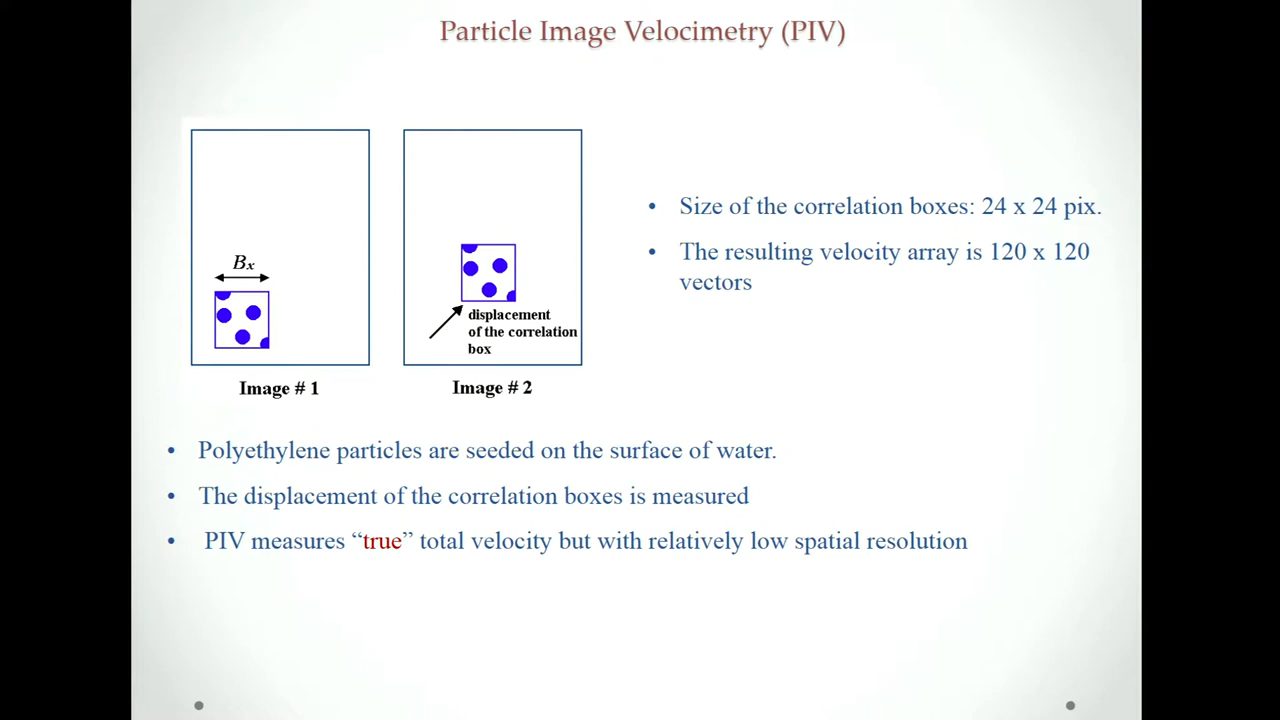 Particle Image Velocimetry (PIV)
Bx
displacement
of the correlation
box
Image # 1
Image # 2
• Size of the correlation boxes: 24 x 24 pix.
• The resulting velocity array is 120 x 120
vectors
• Polyethylene particles are seeded on the surface of water.
• The displacement of the correlation boxes is measured
• PIV measures “true” total velocity but with relatively low spatial resolution